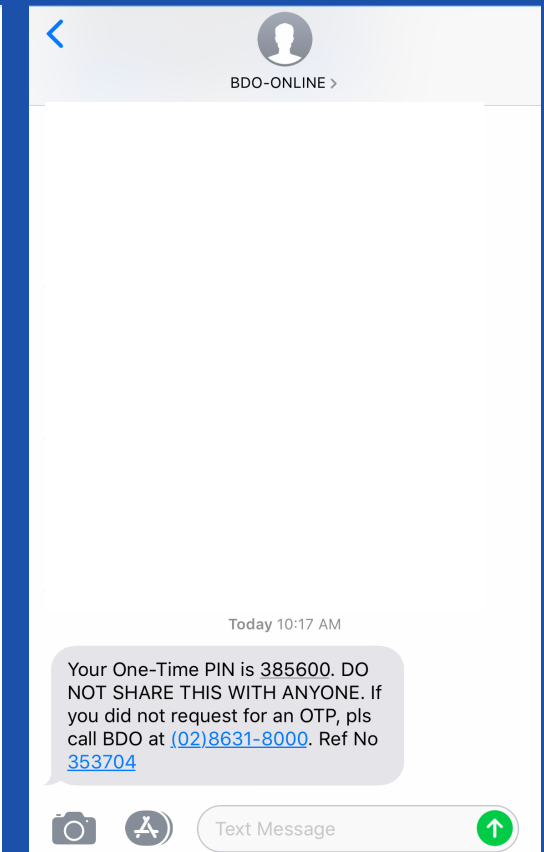 BDO-ONLINE >
Today 10:17 AM
Your One-Time PIN is 385600. DO
NOT SHARE THIS WITH ANYONE. If
you did not request for an OTP, pls
call BDO at (02)8631-8000. Ref No
353704
Text Message